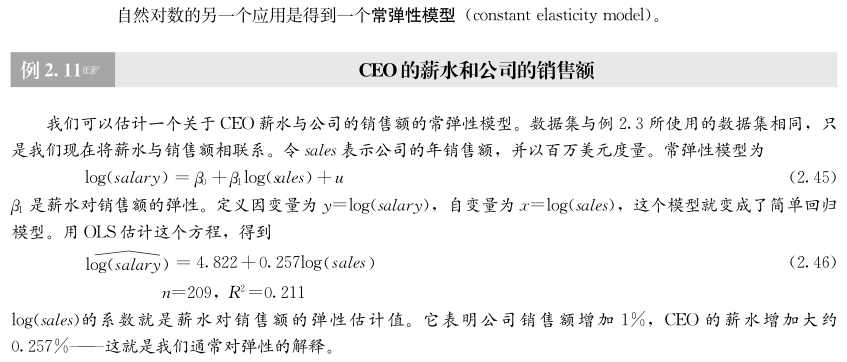 自然对数的另一个应用是得到一个常弹性模型（constant elasticity model）。
例 2.11☞ CEO 的薪水和公司的销售额
我们可以估计一个关于 CEO 薪水与公司的销售额的常弹性模型。数据集与例 2.3 所使用的数据集相同，只
是我们现在将薪水与销售额相联系。令 sales 表示公司的年销售额，并以百万美元度量。常弹性模型为
log(salary) = β₀ + β₁log(sales) + u (2.45)
β₁ 是薪水对销售额的弹性。定义因变量为 y=log(salary)，自变量为 x=log(sales)，这个模型就变成了简单回归
模型。用 OLS 估计这个方程，得到
log(salary) = 4.822 + 0.257log(sales) (2.46)
n=209，R²=0.211
log(sales)的系数就是薪水对销售额的弹性估计值。它表明公司销售额增加 1%，CEO 的薪水增加大约
0.257%——这就是我们通常对弹性的解释。